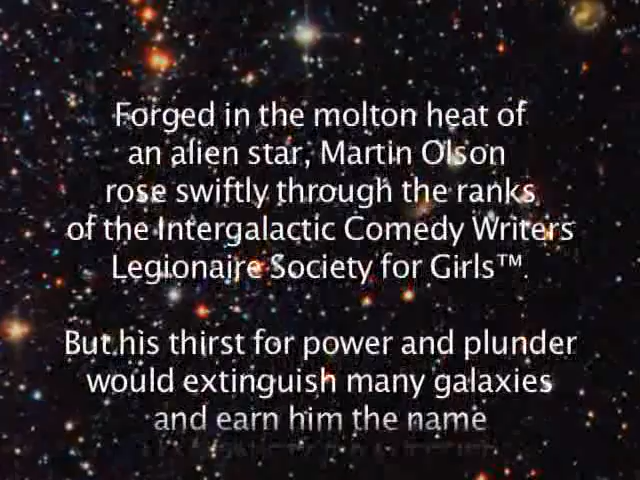 Forged in the molton heat of
an alien star, Martin Olson
rose swiftly through the ranks
of the Intergalactic Comedy Writers
Legionaire Society for Girls™.
But his thirst for power and plunder
would extinguish many galaxies
and earn him the name